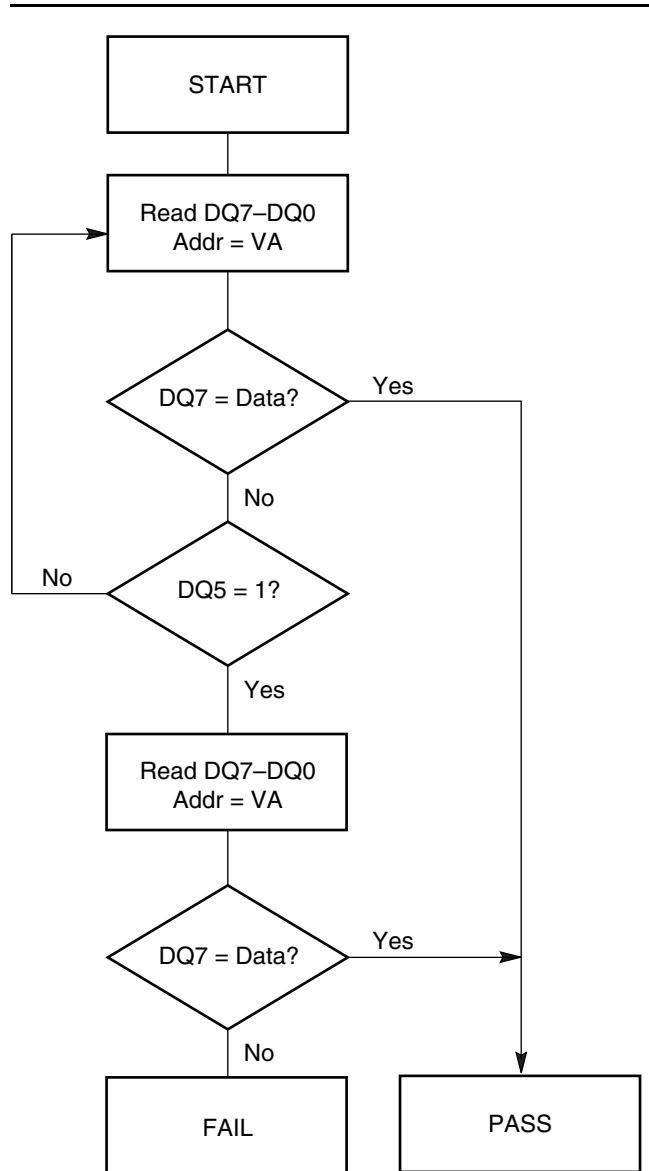 START
Read DQ7–DQ0
Addr = VA
DQ7 = Data?
Yes
No
No
DQ5 = 1?
Yes
Read DQ7–DQ0
Addr = VA
DQ7 = Data?
Yes
No
FAIL
PASS